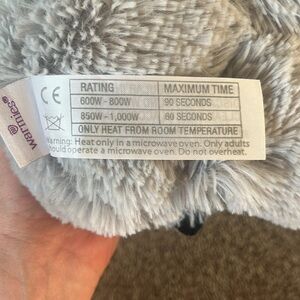 RATING MAXIMUM TIME
600W - 800W 90 SECONDS
850W - 1,000W 60 SECONDS
ONLY HEAT FROM ROOM TEMPERATURE
Warning: Heat only in a microwave oven. Only adults
should operate a microwave oven. Do not overheat.
CE
warmies®